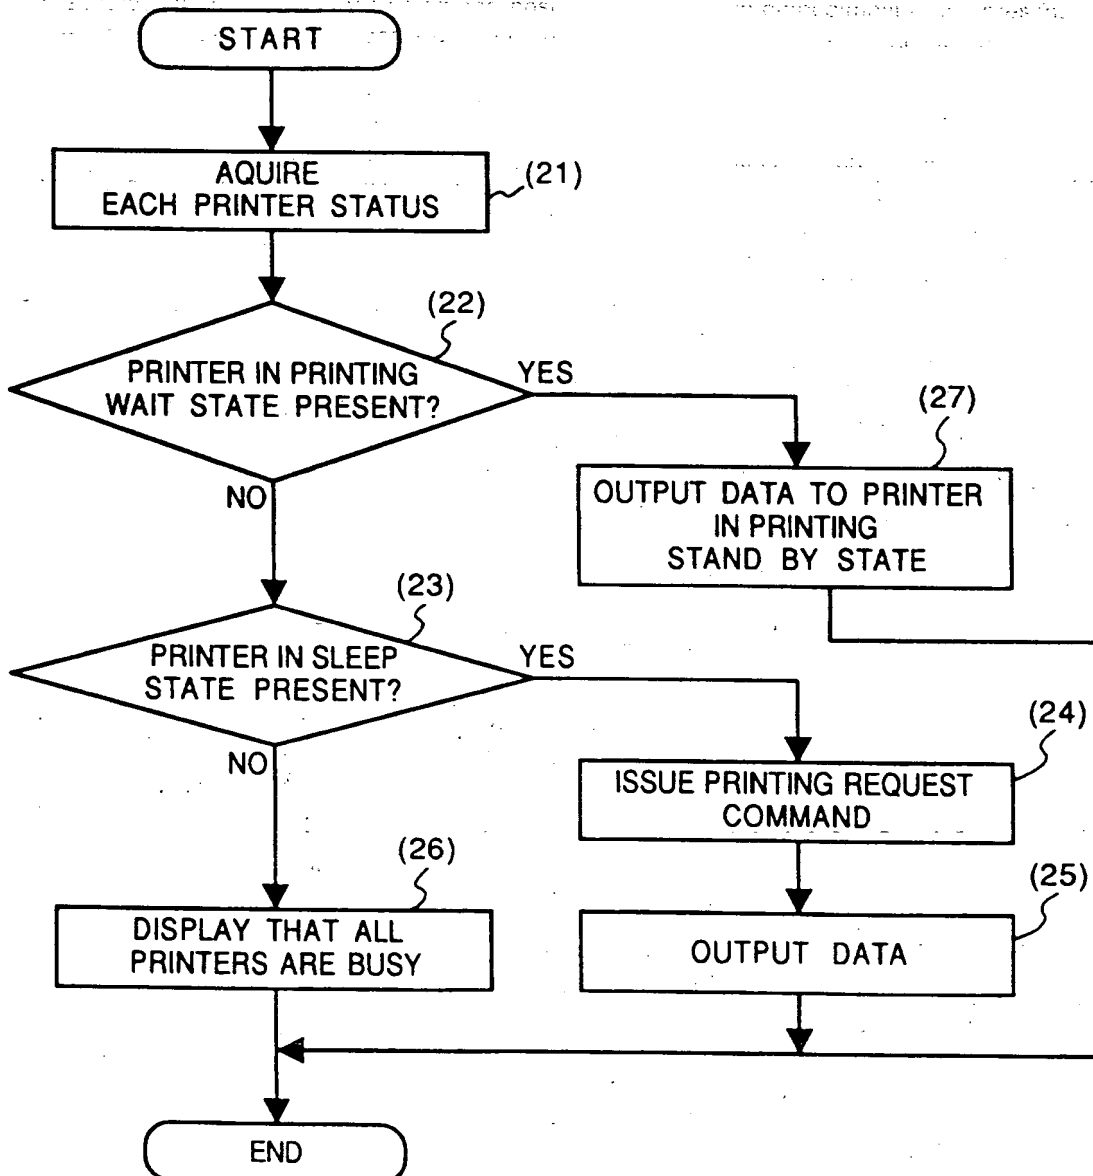 START
AQUIRE
EACH PRINTER STATUS
(21)
(22)
PRINTER IN PRINTING
WAIT STATE PRESENT?
YES
NO
(27)
OUTPUT DATA TO PRINTER
IN PRINTING
STAND BY STATE
(23)
PRINTER IN SLEEP
STATE PRESENT?
YES
NO
(24)
ISSUE PRINTING REQUEST
COMMAND
(25)
OUTPUT DATA
(26)
DISPLAY THAT ALL
PRINTERS ARE BUSY
END